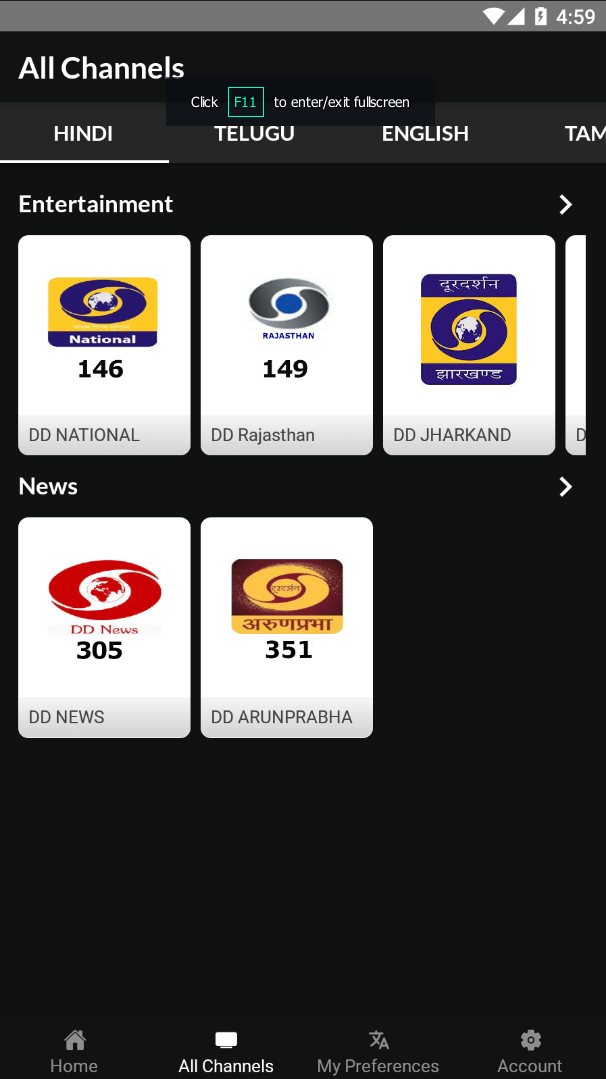 4:59
All Channels
Click F11 to enter/exit fullscreen
HINDI TELUGU ENGLISH TAM
Entertainment
National
146
DD NATIONAL
RAJASTHAN
149
DD Rajasthan
दूरदर्शन
झारखण्ड
DD JHARKAND
News
DD News
305
DD NEWS
दूरदर्शन
अरुणप्रभा
351
DD ARUNPRABHA
Home All Channels My Preferences Account